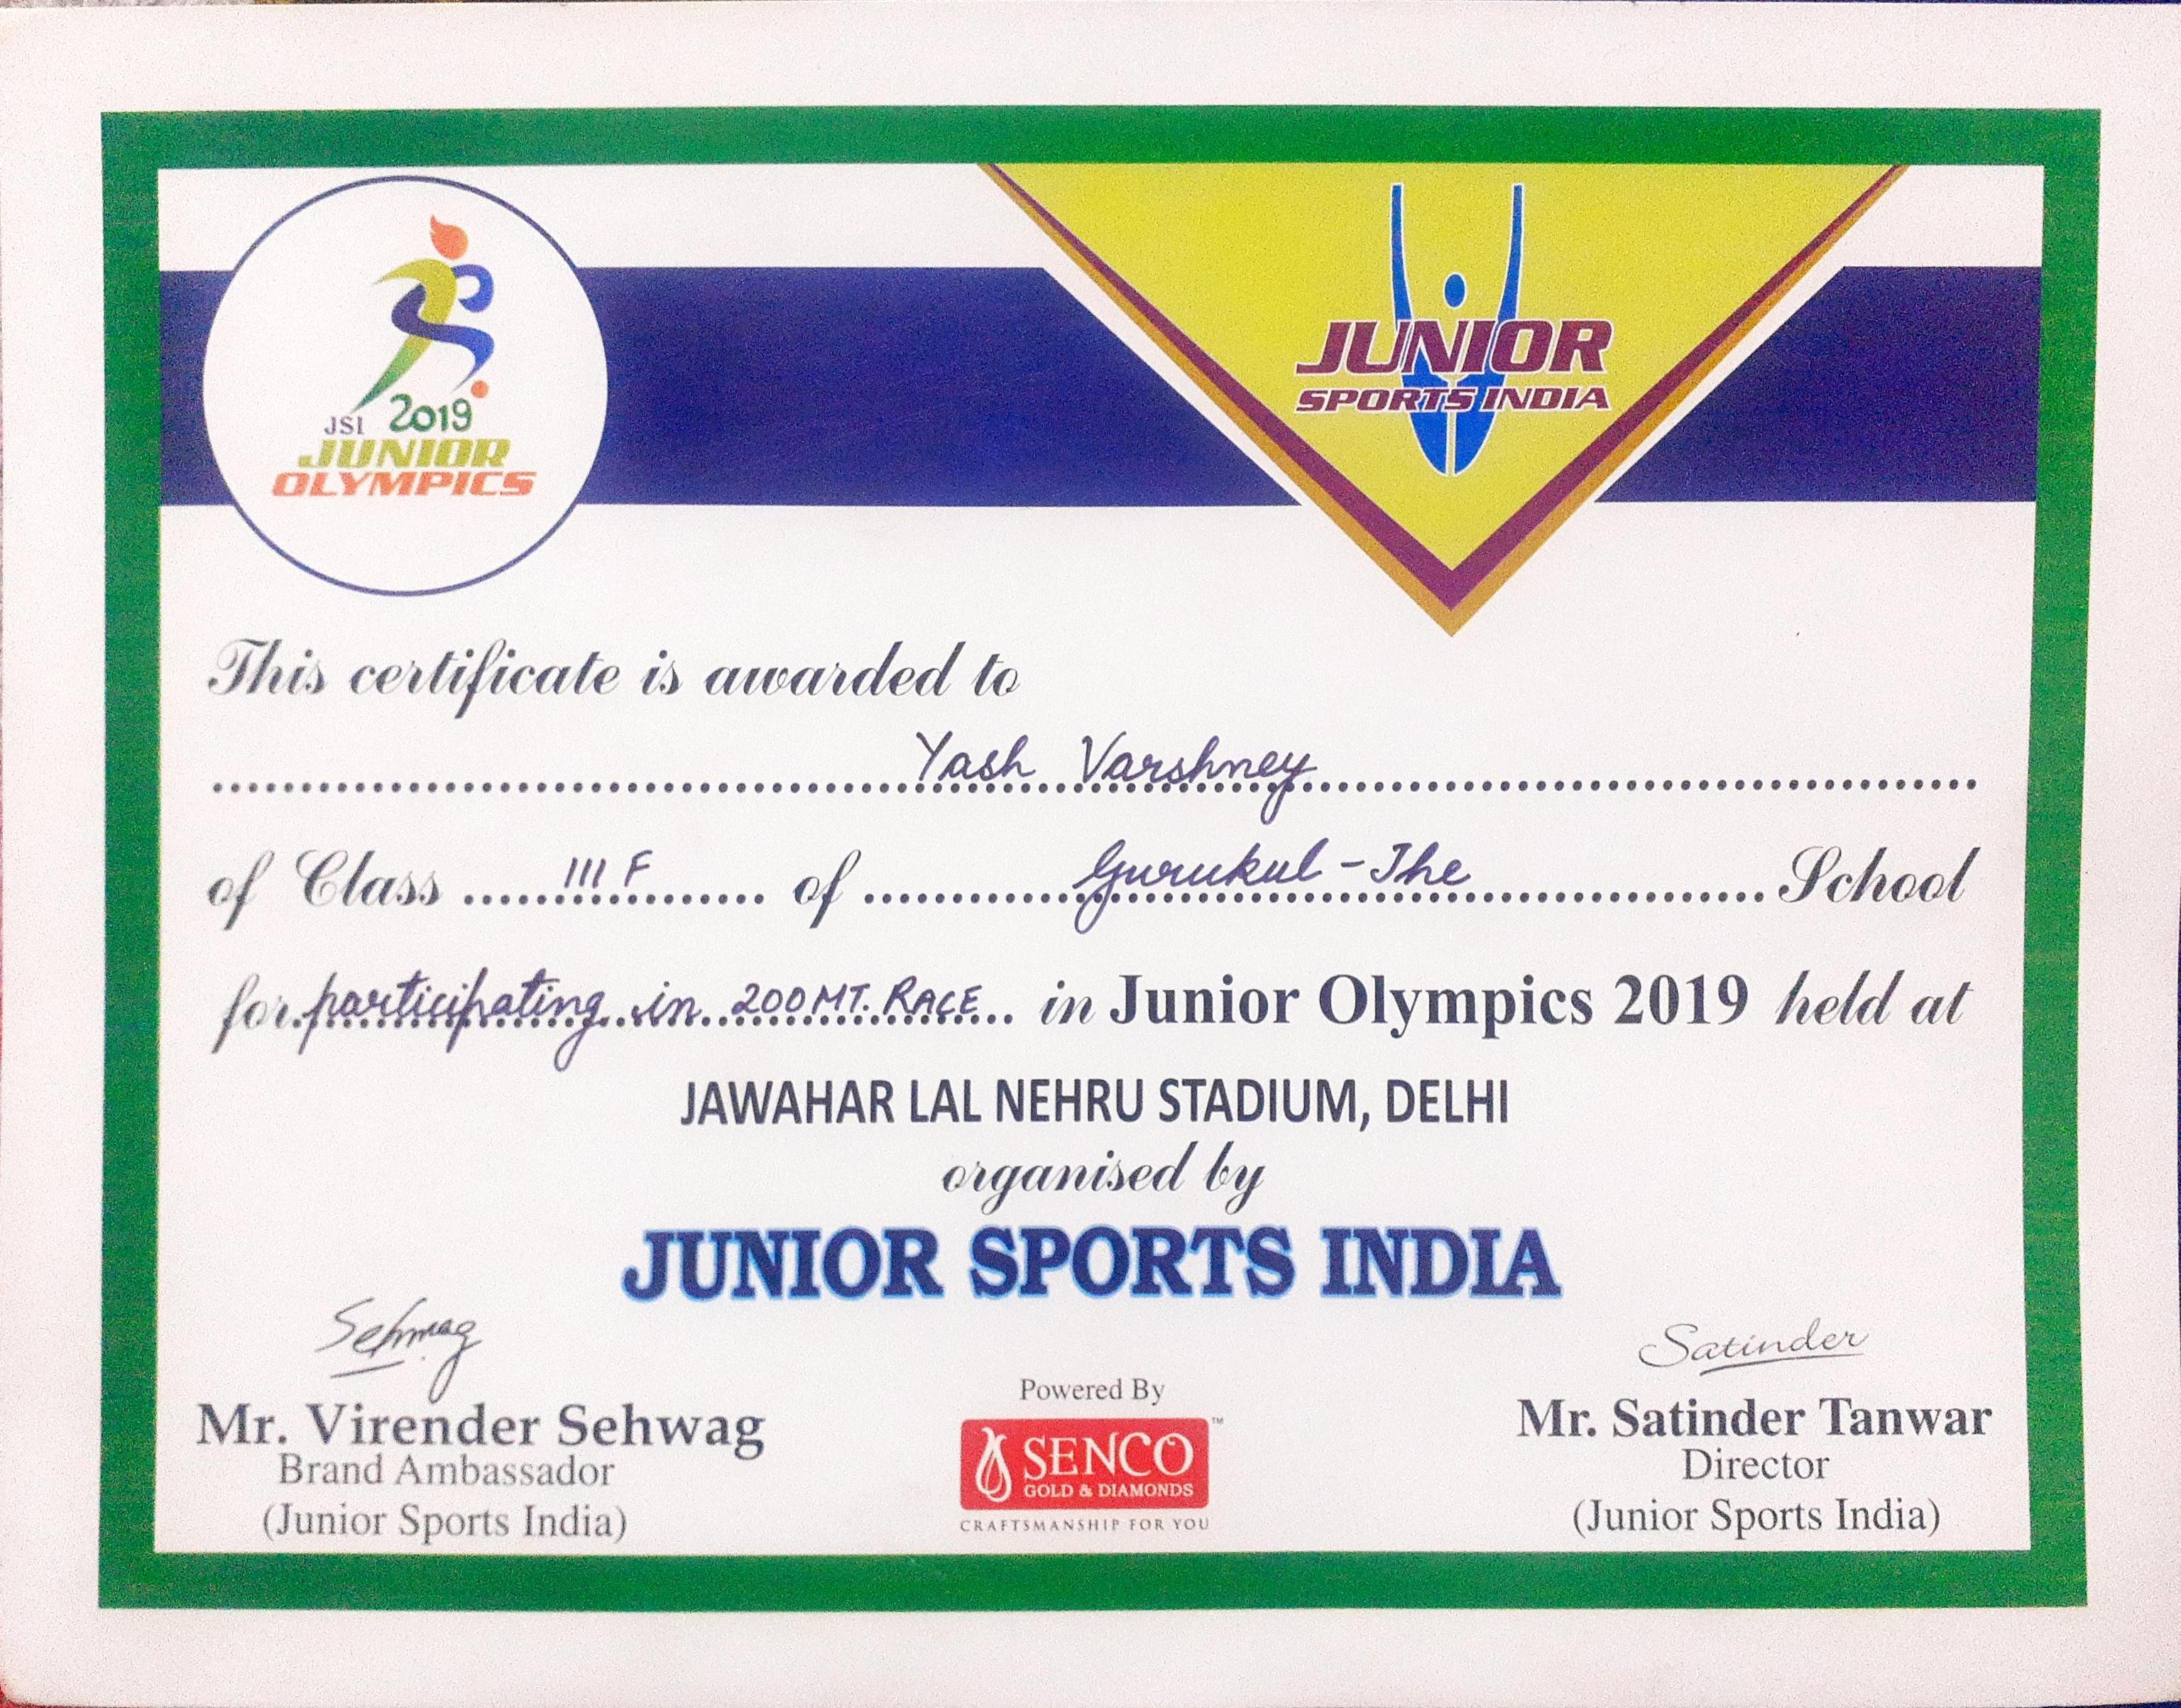 JSI 2019
JUNIOR
OLYMPICS
JUNIOR
SPORTS INDIA
This certificate is awarded to
Yash Varshney
of Class ...... III F ...... of ...... Gurukul - The ...... School
for participating in 200 MT. RACE... in Junior Olympics 2019 held at
JAWAHAR LAL NEHRU STADIUM, DELHI
organised by
JUNIOR SPORTS INDIA
Sehwag
Mr. Virender Sehwag
Brand Ambassador
(Junior Sports India)
Powered By
SENCO™
GOLD & DIAMONDS
CRAFTSMANSHIP FOR YOU
Satinder
Mr. Satinder Tanwar
Director
(Junior Sports India)